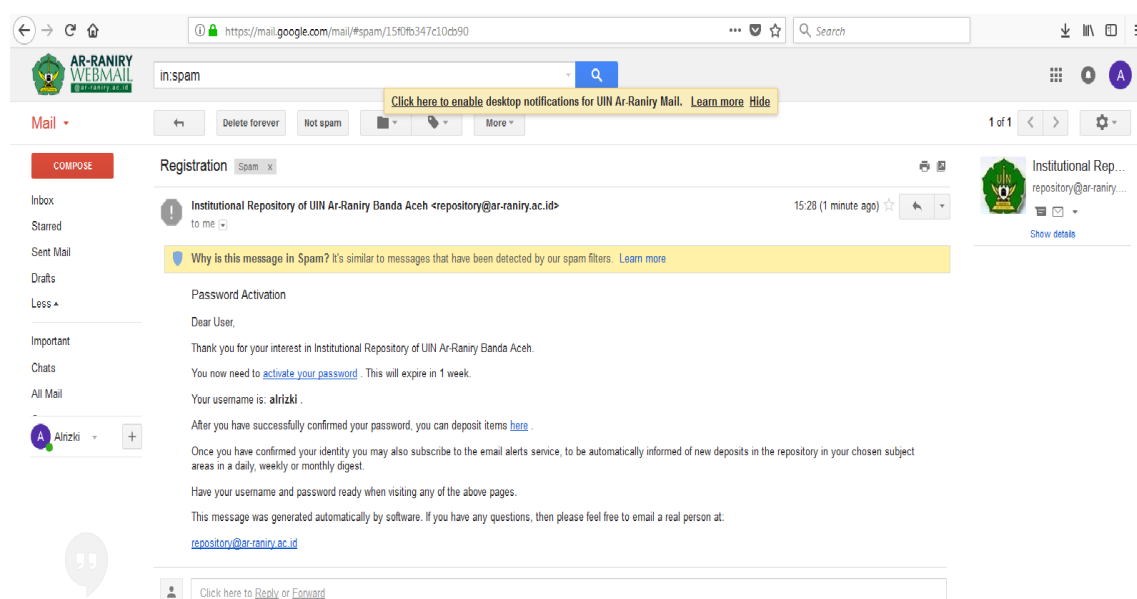 https://mail.google.com/mail/#spam/15f0fb347c10cb90
Search
AR-RANIRY
WEBMAIL
@ar-raniry.ac.id
in:spam
A
Click here to enable desktop notifications for UIN Ar-Raniry Mail. Learn more Hide
Mail
Delete forever
Not spam
More
1 of 1
COMPOSE
Registration
Spam x
Institutional Rep...
repository@ar-raniry....
Show details
Inbox
Starred
Sent Mail
Drafts
Less
Important
Chats
All Mail
A
Alrizki
+
Institutional Repository of UIN Ar-Raniry Banda Aceh <repository@ar-raniry.ac.id>
15:28 (1 minute ago)
to me
Why is this message in Spam? It's similar to messages that have been detected by our spam filters. Learn more
Password Activation
Dear User,
Thank you for your interest in Institutional Repository of UIN Ar-Raniry Banda Aceh.
You now need to activate your password . This will expire in 1 week.
Your username is: alrizki .
After you have successfully confirmed your password, you can deposit items here .
Once you have confirmed your identity you may also subscribe to the email alerts service, to be automatically informed of new deposits in the repository in your chosen subject
areas in a daily, weekly or monthly digest.
Have your username and password ready when visiting any of the above pages.
This message was generated automatically by software. If you have any questions, then please feel free to email a real person at:
repository@ar-raniry.ac.id
Click here to Reply or Forward